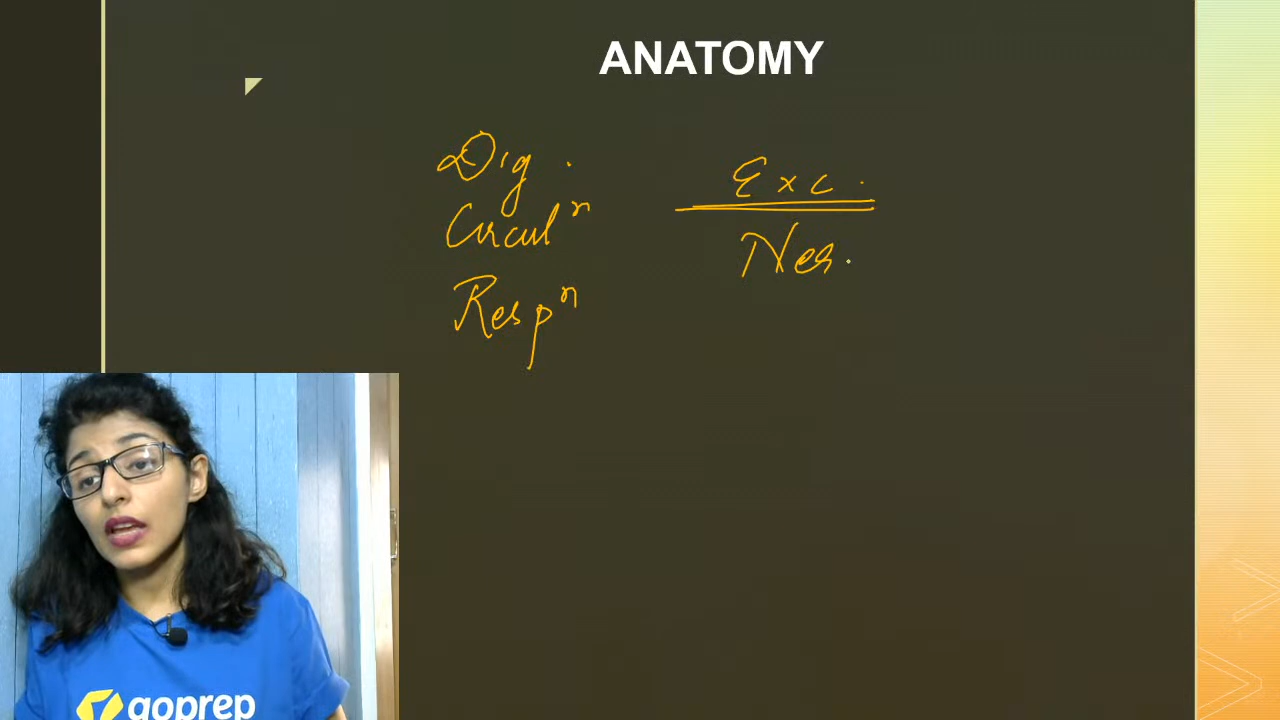 ANATOMY
Dig.
Circulⁿ
Respⁿ
Exc.
Ner.
goprep